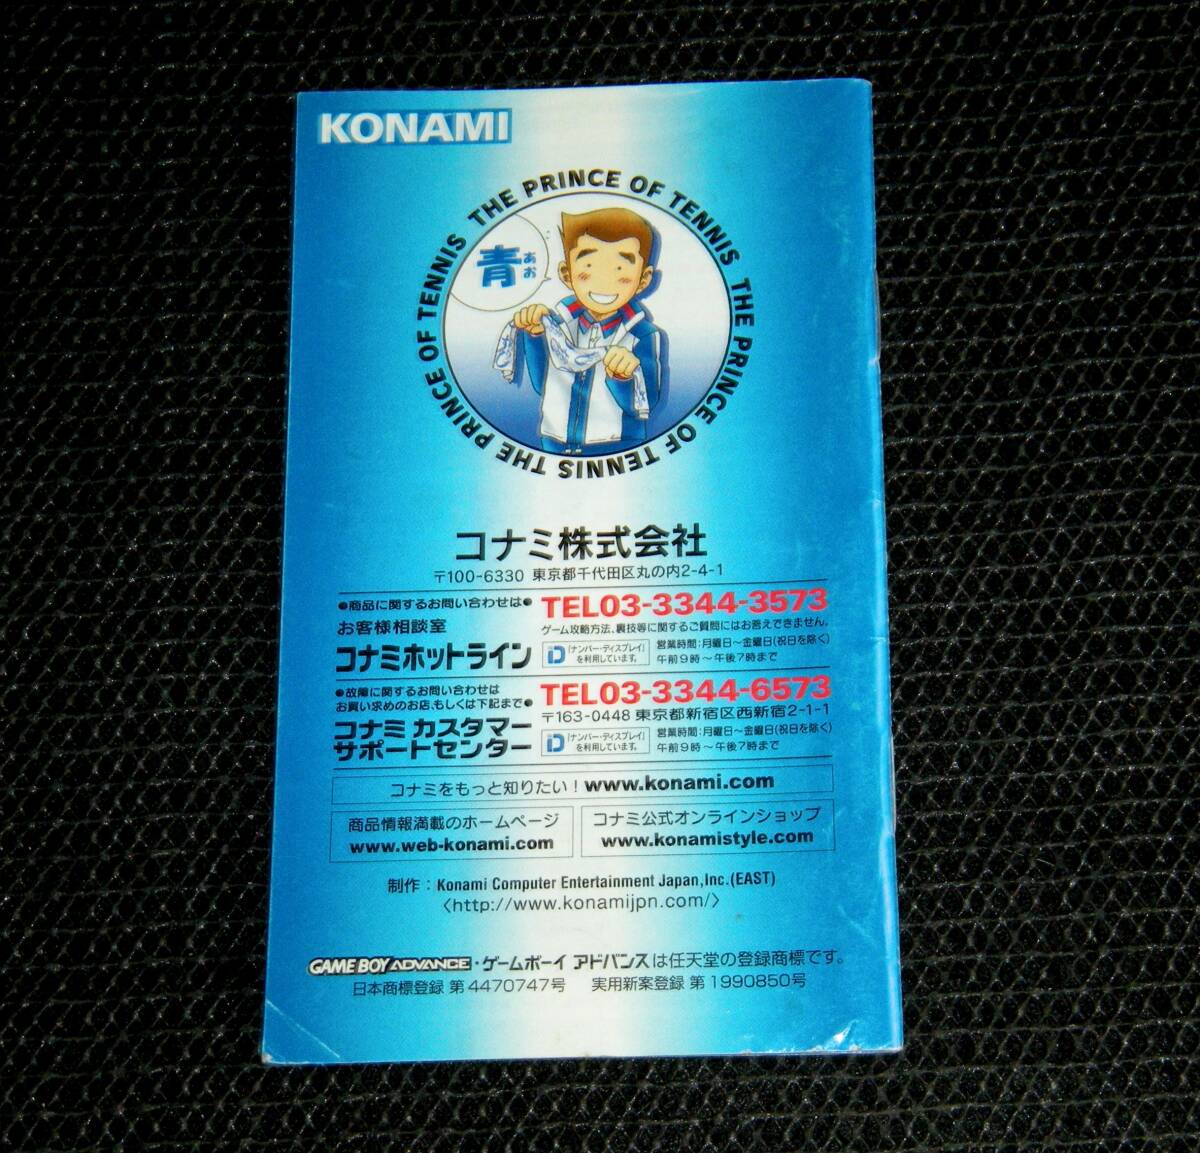 KONAMI
THE PRINCE OF TENNIS THE PRINCE OF TENNIS THE PRINCE OF TENNIS
青
あお
コナミ株式会社
〒100-6330 東京都千代田区丸の内2-4-1
●商品に関するお問い合わせは●
お客様相談室
コナミホットライン
TEL03-3344-3573
ゲーム攻略方法、裏技等に関するご質問にはお答えできません。
「ナンバー・ディスプレイ」
を利用しています。
営業時間:月曜日〜金曜日(祝日を除く)
午前9時〜午後7時まで
●故障に関するお問い合わせは
お買い求めのお店、もしくは下記まで●
コナミ カスタマー
サポートセンター
TEL03-3344-6573
〒163-0448 東京都新宿区西新宿2-1-1
「ナンバー・ディスプレイ」
を利用しています。
営業時間:月曜日〜金曜日(祝日を除く)
午前9時〜午後7時まで
コナミをもっと知りたい！www.konami.com
商品情報満載のホームページ
www.web-konami.com
コナミ公式オンラインショップ
www.konamistyle.com
制作：Konami Computer Entertainment Japan,Inc.(EAST)
〈http://www.konamijpn.com/〉
GAME BOY ADVANCE・ゲームボーイ アドバンスは任天堂の登録商標です。
日本商標登録 第4470747号 実用新案登録 第1990850号